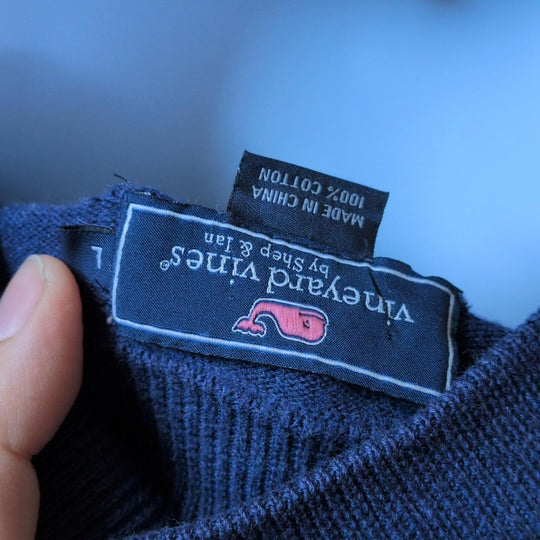 vineyard vines®
by Shep & Ian
MADE IN CHINA
100% COTTON
L